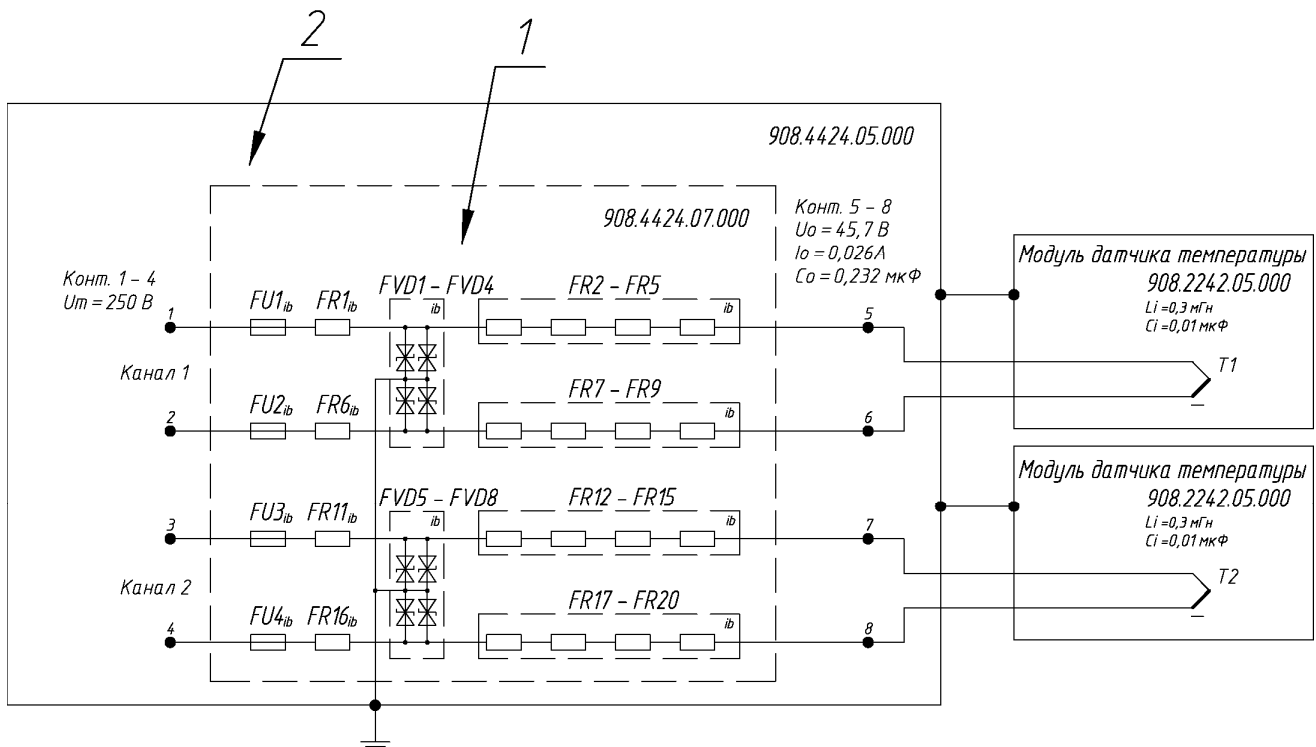 2
1
908.4424.05.000
908.4424.07.000
Конт. 5 – 8
Uo = 45,7 В
Io = 0,026А
Co = 0,232 мкФ
Конт. 1 – 4
Um = 250 В
Модуль датчика температуры
908.2242.05.000
Li =0,3 мГн
Ci =0,01 мкФ
1
FU1ib
FR1ib
FVD1 – FVD4
ib
FR2 – FR5
ib
5
Канал 1
T1
2
FU2ib
FR6ib
FR7 – FR9
ib
6
Модуль датчика температуры
908.2242.05.000
Li =0,3 мГн
Ci =0,01 мкФ
3
FU3ib
FR11ib
FVD5 – FVD8
ib
FR12 – FR15
ib
7
Канал 2
T2
4
FU4ib
FR16ib
FR17 – FR20
ib
8